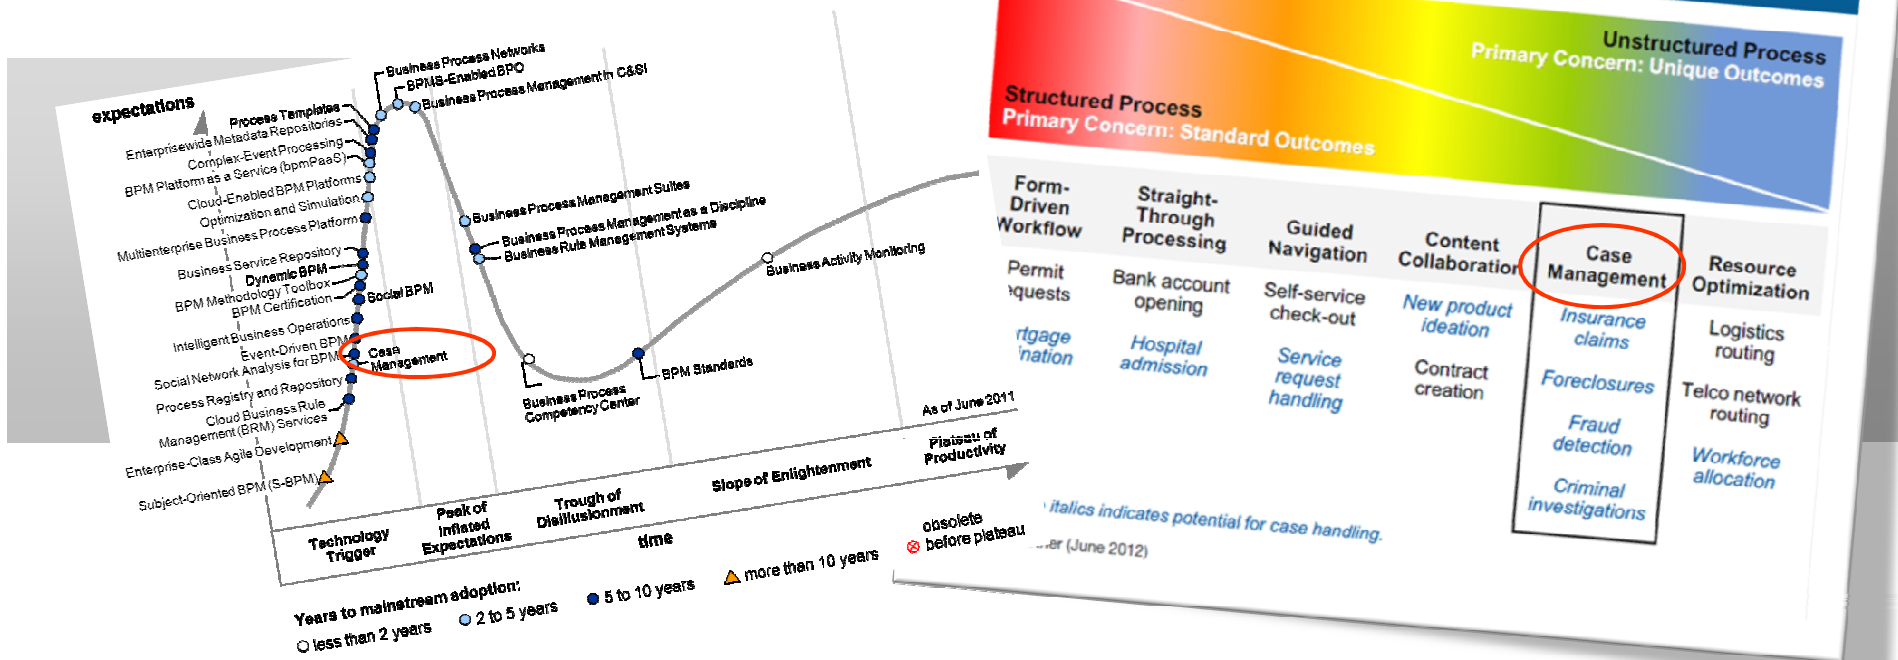 expectations
Business Process Networks
BPMS-Enabled BPO
Business Process Management in C&SI
Process Templates
Enterprisewide Metadata Repositories
Complex-Event Processing
BPM Platform as a Service (bpmPaaS)
Cloud-Enabled BPM Platforms
Optimization and Simulation
Multienterprise Business Process Platform
Business Service Repository
Dynamic BPM
BPM Methodology Toolbox
BPM Certification
Social BPM
Intelligent Business Operations
Event-Driven BPM
Case
Management
Social Network Analysis for BPM
Process Registry and Repository
Cloud Business Rule
Management (BRM) Services
Enterprise-Class Agile Development
Subject-Oriented BPM (S-BPM)
Business Process Management Suites
Business Process Management as a Discipline
Business Rule Management Systems
Business Activity Monitoring
BPM Standards
Business Process
Competency Center
As of June 2011
Technology
Trigger
Peak of
Inflated
Expectations
Trough of
Disillusionment
Slope of Enlightenment
Plateau of
Productivity
time
Years to mainstream adoption:
less than 2 years
2 to 5 years
5 to 10 years
more than 10 years
obsolete
before plateau
Unstructured Process
Primary Concern: Unique Outcomes
Structured Process
Primary Concern: Standard Outcomes
Form-
Driven
Workflow
Permit
Straight-
Through
Processing
Bank account
opening
Hospital
admission
Guided
Navigation
Self-service
check-out
Service
request
handling
Content
Collaboration
New product
ideation
Contract
creation
Case
Management
Insurance
claims
Foreclosures
Fraud
detection
Criminal
investigations
Resource
Optimization
Logistics
routing
Telco network
routing
Workforce
allocation
italics indicates potential for case handling.
(June 2012)